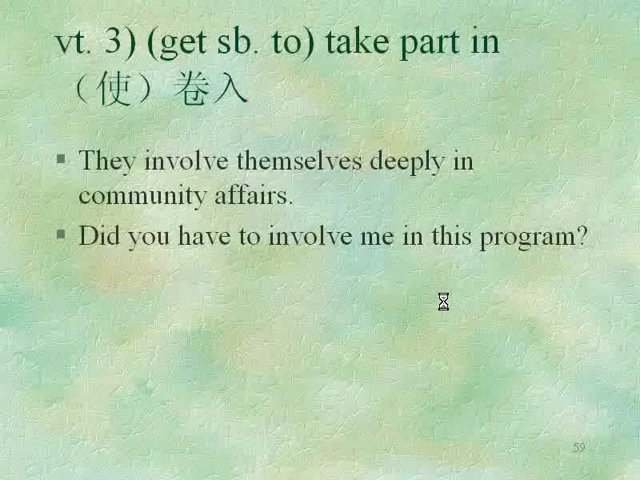 vt. 3) (get sb. to) take part in
（使）卷入
They involve themselves deeply in
community affairs.
Did you have to involve me in this program?
59